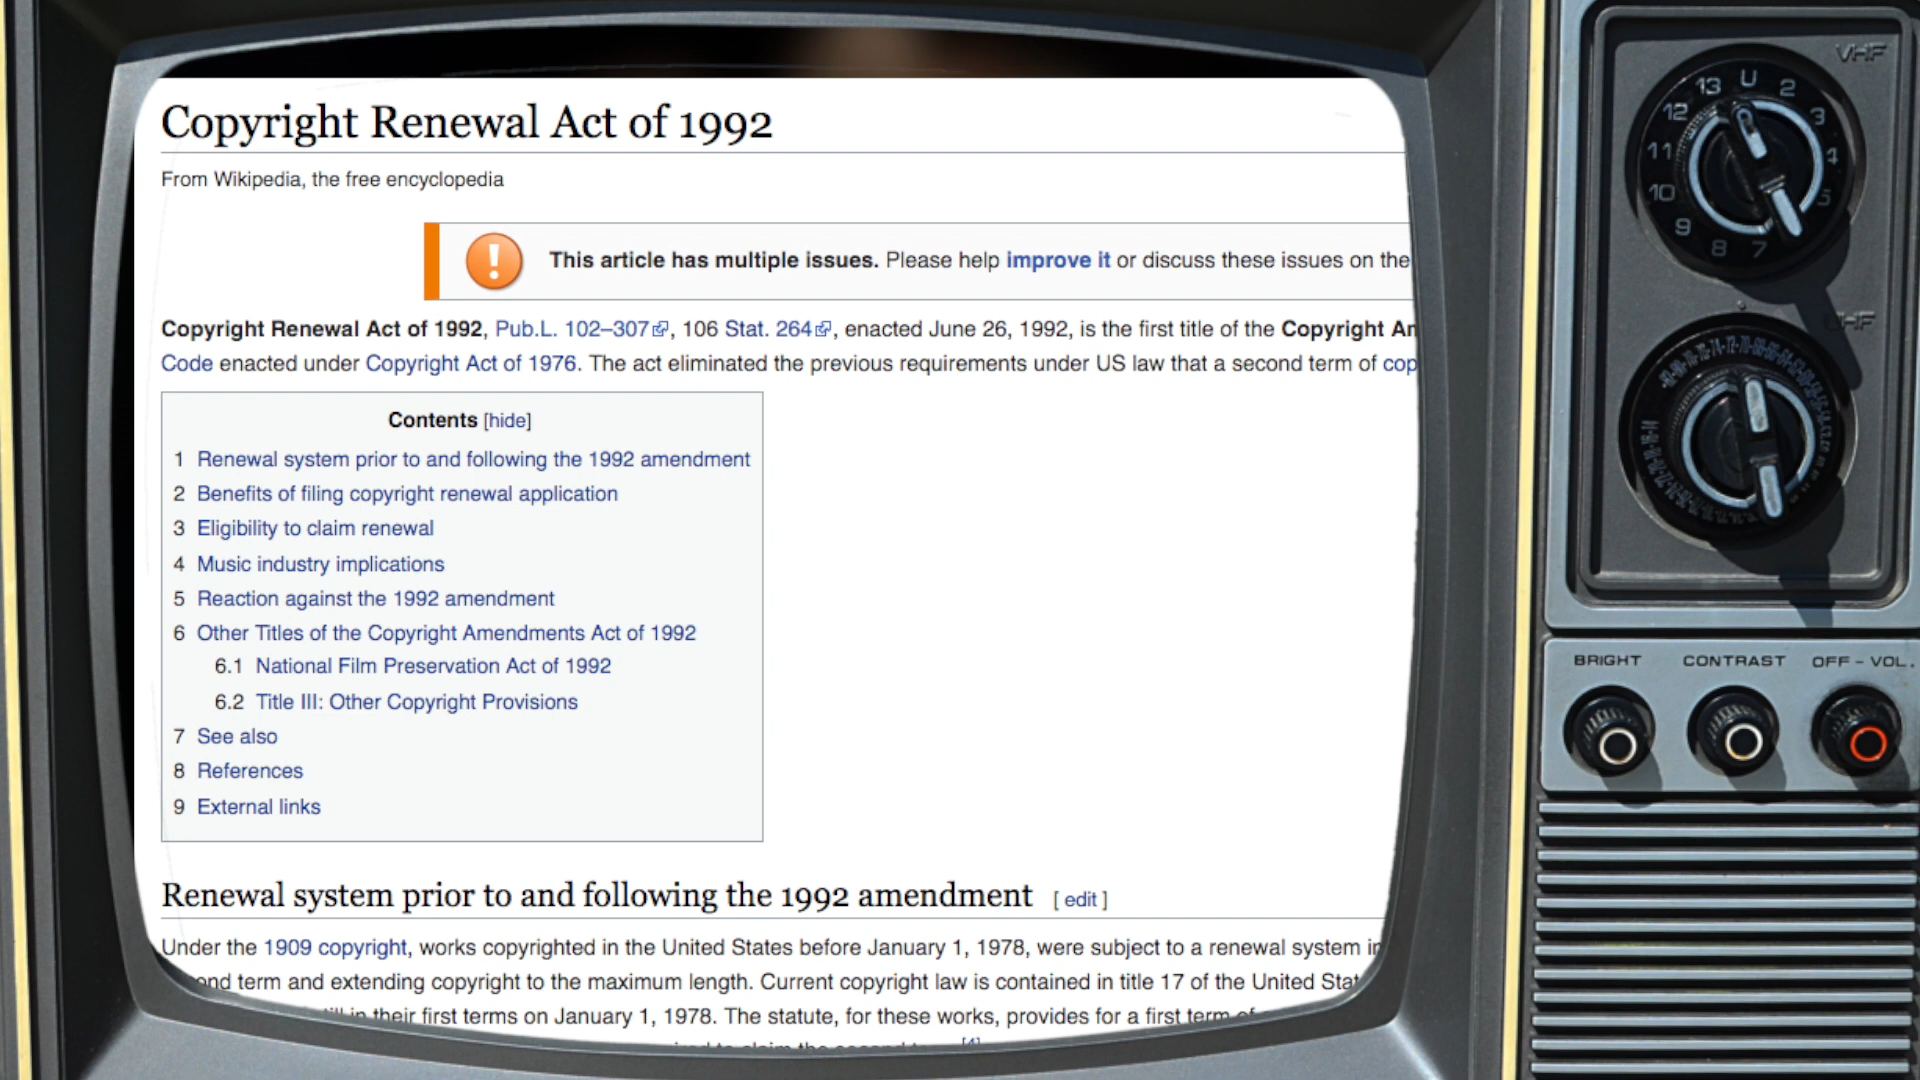 Copyright Renewal Act of 1992
From Wikipedia, the free encyclopedia
This article has multiple issues. Please help improve it or discuss these issues on the
Copyright Renewal Act of 1992, Pub.L. 102–307, 106 Stat. 264, enacted June 26, 1992, is the first title of the Copyright
Code enacted under Copyright Act of 1976. The act eliminated the previous requirements under US law that a second term of
Contents [hide]
1 Renewal system prior to and following the 1992 amendment
2 Benefits of filing copyright renewal application
3 Eligibility to claim renewal
4 Music industry implications
5 Reaction against the 1992 amendment
6 Other Titles of the Copyright Amendments Act of 1992
6.1 National Film Preservation Act of 1992
6.2 Title III: Other Copyright Provisions
7 See also
8 References
9 External links
Renewal system prior to and following the 1992 amendment [ edit ]
Under the 1909 copyright, works copyrighted in the United States before January 1, 1978, were subject to a renewal system
term and extending copyright to the maximum length. Current copyright law is contained in title 17 of the United
in their first terms on January 1, 1978. The statute, for these works, provides for a first term of
to claim the second
[4]
VHF
U 2 3 4 5 7 8 9 10 11 12 13
UHF
BRIGHT CONTRAST OFF – VOL.